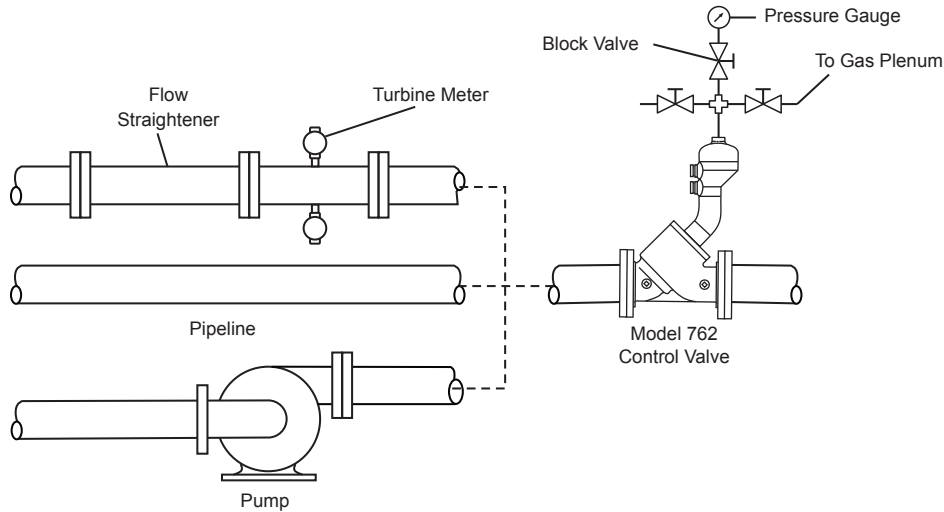 Pressure Gauge
Block Valve
To Gas Plenum
Flow
Straightener
Turbine Meter
Pipeline
Model 762
Control Valve
Pump